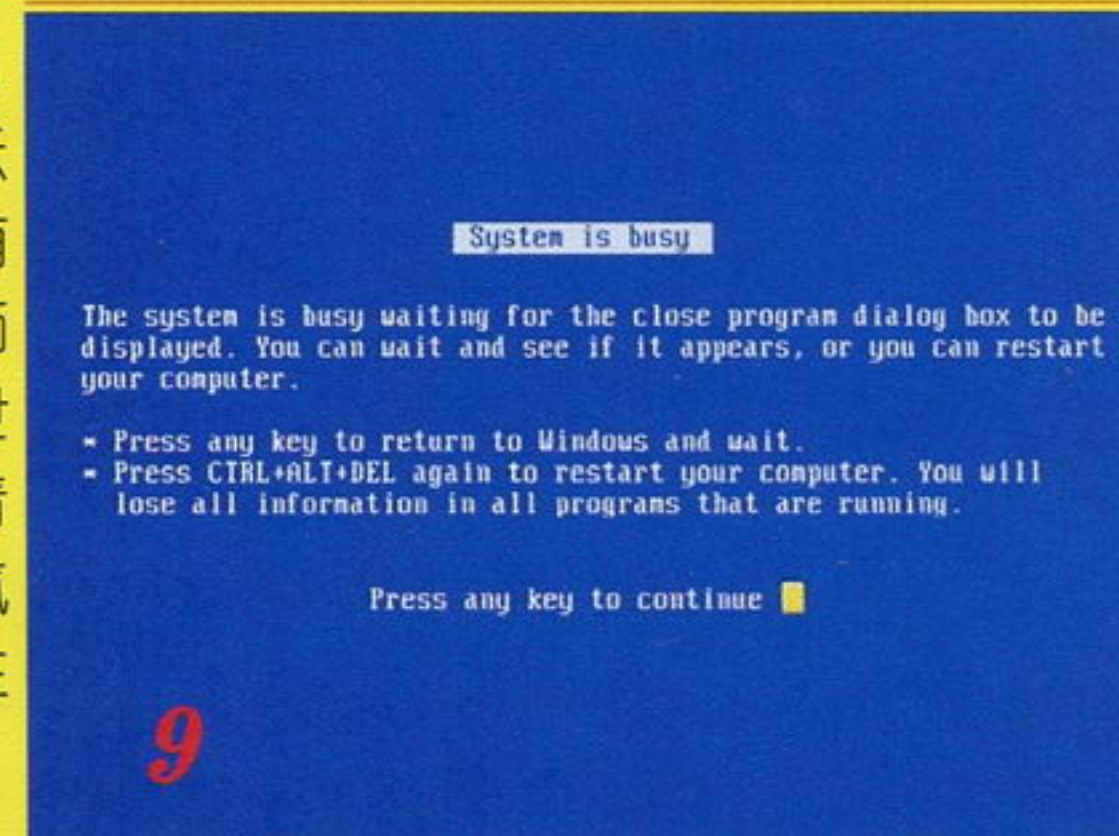 System is busy
The system is busy waiting for the close program dialog box to be
displayed. You can wait and see if it appears, or you can restart
your computer.
* Press any key to return to Windows and wait.
* Press CTRL+ALT+DEL again to restart your computer. You will
lose all information in all programs that are running.
Press any key to continue
9